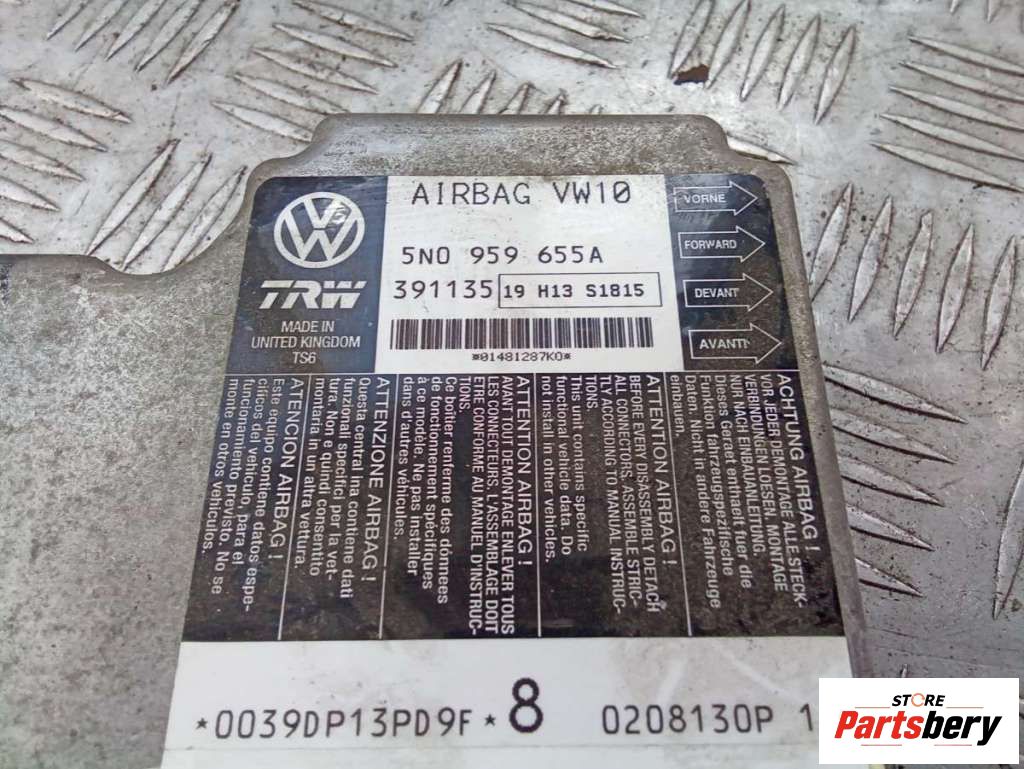 AIRBAG VW10
5N0 959 655A
391135 19 H13 S1815
*01481287K0*
TRW
MADE IN
UNITED KINGDOM
TS6
VORNE
FORWARD
DEVANT
AVANTI
ACHTUNG AIRBAG !
VOR JEDER DEMONTAGE ALLE STECK-
VERBINDUNGEN LOESEN. MONTAGE
NUR NACH EINBAUANLEITUNG.
Dieses Geraet enthaelt fuer die
Funktion fahrzeugspezifische
Daten. Nicht in andere Fahrzeuge
einbauen.
ATTENTION AIRBAG !
BEFORE EVERY DISASSEMBLY DETACH
ALL CONNECTORS. ASSEMBLE STRIC-
TLY ACCORDING TO MANUAL INSTRUC-
TIONS.
This unit contains specific
functional vehicle data. Do
not install in other vehicles.
ATTENTION AIRBAG !
AVANT TOUT DEMONTAGE ENLEVER TOUS
LES CONNECTEURS. L'ASSEMBLAGE DOIT
ETRE CONFORME AU MANUEL D'INSTRUC-
TIONS.
Ce boîtier renferme des données
de fonctionnement spécifiques
à ce modèle. Ne pas installer
dans d'autres véhicules.
ATTENZIONE AIRBAG !
Questa central ina contiene dati
funzionali specifici per la vet-
tura. Non e quindi consentito
montarla in un altra vettura.
ATENCION AIRBAG !
Este equipo contiene datos espe-
cíficos del vehículo, para el
funcionamiento previsto. No se
monte en otros vehículos.
*0039DP13PD9F* 8 0208130P 1
STORE
Partsbery